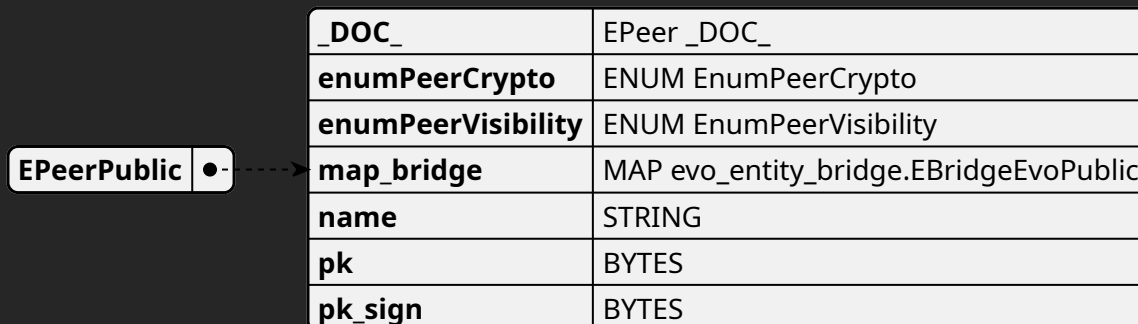 _DOC_ EPeer _DOC_
enumPeerCrypto ENUM EnumPeerCrypto
enumPeerVisibility ENUM EnumPeerVisibility
EPeerPublic map_bridge MAP evo_entity_bridge.EBridgeEvoPublic
name STRING
pk BYTES
pk_sign BYTES